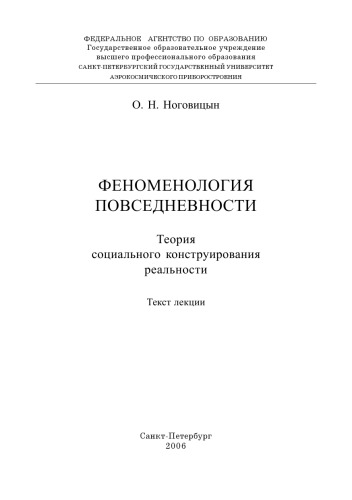 ФЕДЕРАЛЬНОЕ АГЕНТСТВО ПО ОБРАЗОВАНИЮ
Государственное образовательное учреждение
высшего профессионального образования
САНКТ-ПЕТЕРБУРГСКИЙ ГОСУДАРСТВЕННЫЙ УНИВЕРСИТЕТ
АЭРОКОСМИЧЕСКОГО ПРИБОРОСТРОЕНИЯ
О. Н. Ноговицын
ФЕНОМЕНОЛОГИЯ
ПОВСЕДНЕВНОСТИ
Теория
социального конструирования
реальности
Текст лекции
Санкт-Петербург
2006